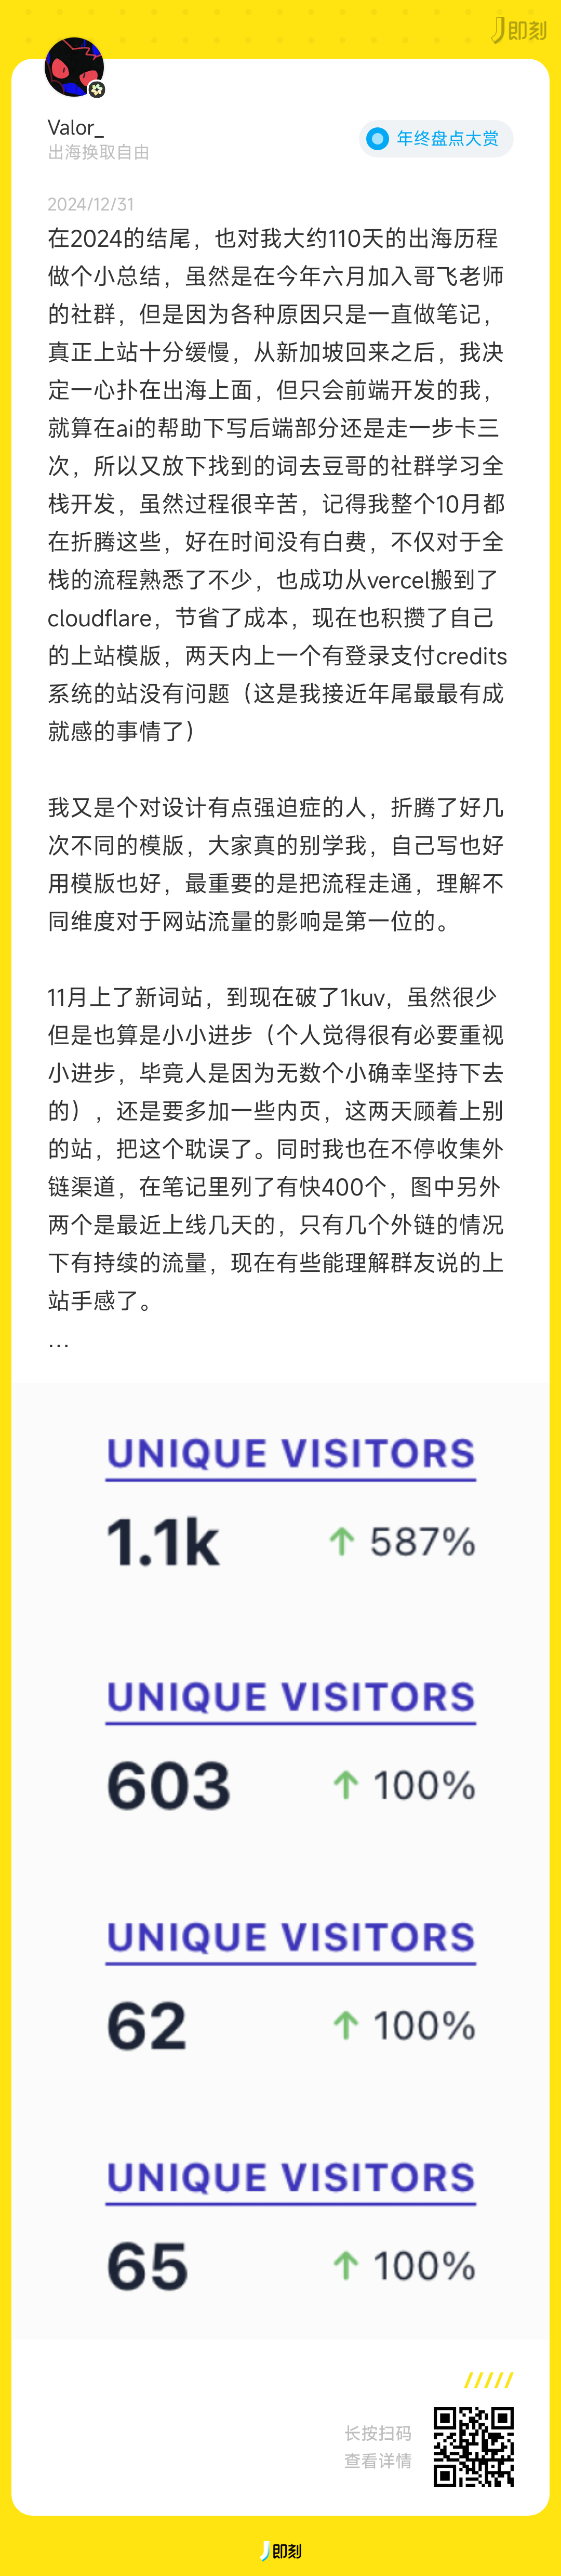 即刻
Valor_
出海换取自由
年终盘点大赏
2024/12/31
在2024的结尾，也对我大约110天的出海历程
做个小总结，虽然是在今年六月加入哥飞老师
的社群，但是因为各种原因只是一直做笔记，
真正上站十分缓慢，从新加坡回来之后，我决
定一心扑在出海上面，但只会前端开发的我，
就算在ai的帮助下写后端部分还是走一步卡三
次，所以又放下找到的词去豆哥的社群学习全
栈开发，虽然过程很辛苦，记得我整个10月都
在折腾这些，好在时间没有白费，不仅对于全
栈的流程熟悉了不少，也成功从vercel搬到了
cloudflare，节省了成本，现在也积攒了自己
的上站模版，两天内上一个有登录支付credits
系统的站没有问题（这是我接近年尾最最有成
就感的事情了）
我又是个对设计有点强迫症的人，折腾了好几
次不同的模版，大家真的别学我，自己写也好
用模版也好，最重要的是把流程走通，理解不
同维度对于网站流量的影响是第一位的。
11月上了新词站，到现在破了1kuv，虽然很少
但是也算是小小进步（个人觉得很有必要重视
小进步，毕竟人是因为无数个小确幸坚持下去
的），还是要多加一些内页，这两天顾着上别
的站，把这个耽误了。同时我也在不停收集外
链渠道，在笔记里列了有快400个，图中另外
两个是最近上线几天的，只有几个外链的情况
下有持续的流量，现在有些能理解群友说的上
站手感了。
...
UNIQUE VISITORS
1.1k ↑ 587%
UNIQUE VISITORS
603 ↑ 100%
UNIQUE VISITORS
62 ↑ 100%
UNIQUE VISITORS
65 ↑ 100%
长按扫码
查看详情
即刻